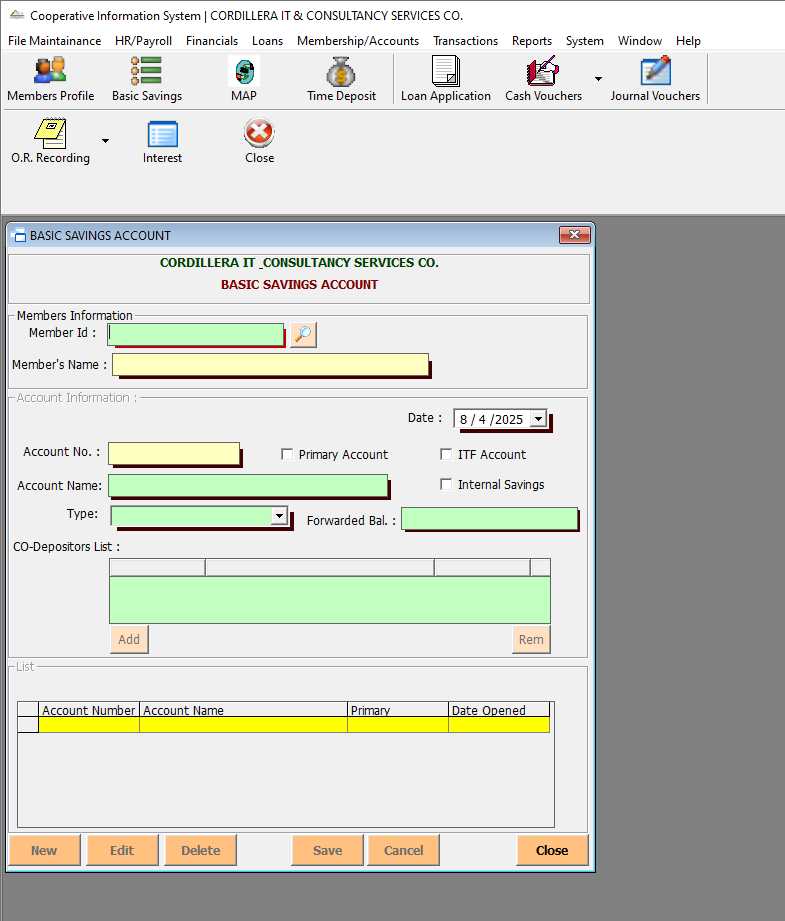 Cooperative Information System | CORDILLERA IT & CONSULTANCY SERVICES CO.
File Maintainance HR/Payroll Financials Loans Membership/Accounts Transactions Reports System Window Help
Members Profile Basic Savings MAP Time Deposit Loan Application Cash Vouchers Journal Vouchers
O.R. Recording Interest Close
BASIC SAVINGS ACCOUNT
CORDILLERA IT _CONSULTANCY SERVICES CO.
BASIC SAVINGS ACCOUNT
Members Information
Member Id :
Member's Name :
Account Information :
Date : 8 / 4 /2025
Account No. : Primary Account ITF Account
Account Name: Internal Savings
Type: Forwarded Bal. :
CO-Depositors List :
Add Rem
List
Account Number Account Name Primary Date Opened
New Edit Delete Save Cancel Close